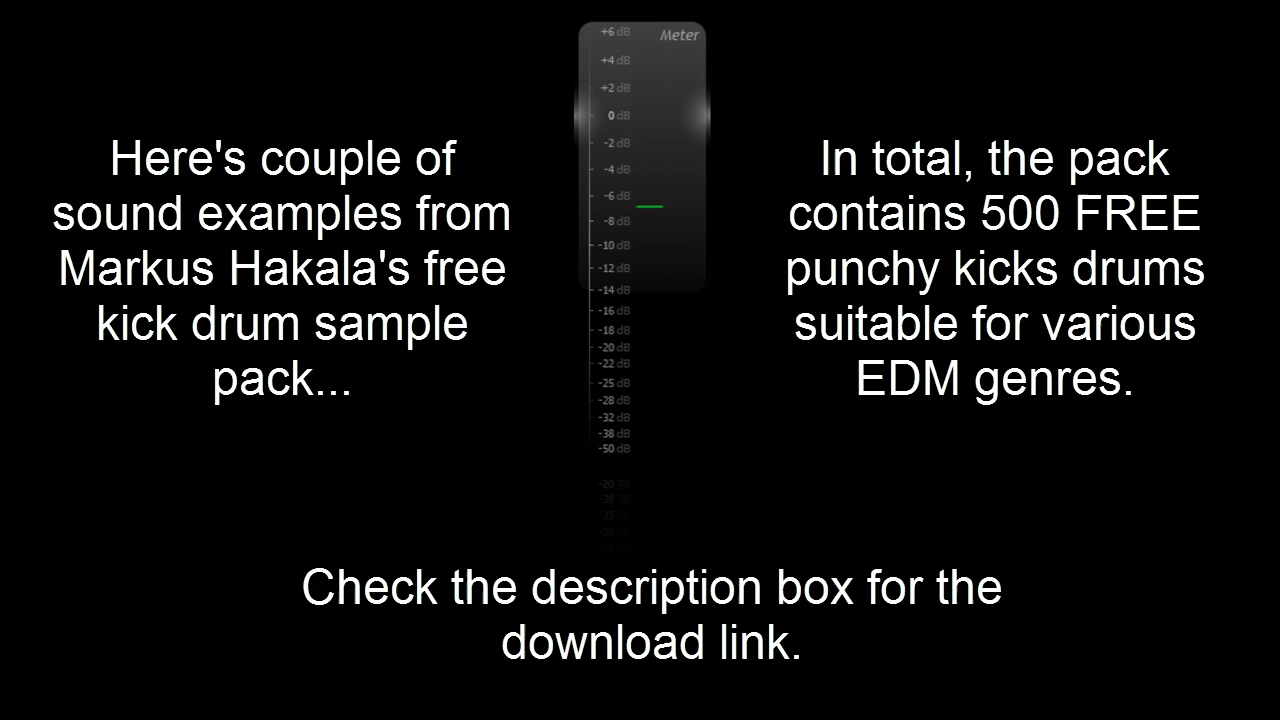 Here's couple of
sound examples from
Markus Hakala's free
kick drum sample
pack...
Meter
+6 dB
+4 dB
+2 dB
0 dB
-2 dB
-4 dB
-6 dB
-8 dB
-10 dB
-12 dB
-14 dB
-16 dB
-18 dB
-20 dB
-22 dB
-25 dB
-28 dB
-32 dB
-38 dB
-50 dB
In total, the pack
contains 500 FREE
punchy kicks drums
suitable for various
EDM genres.
Check the description box for the
download link.